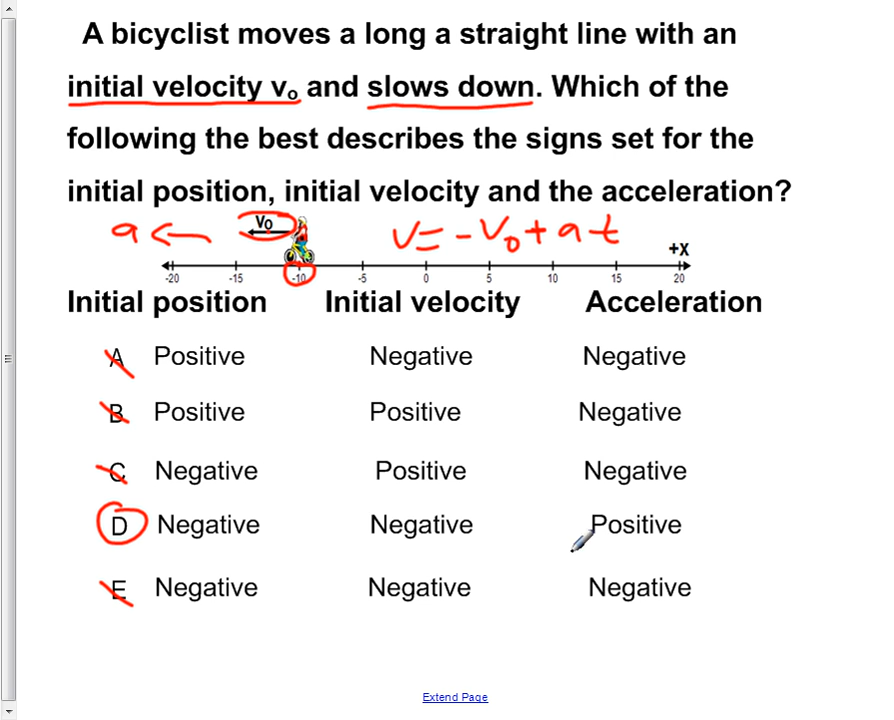 A bicyclist moves a long a straight line with an
initial velocity vo and slows down. Which of the
following the best describes the signs set for the
initial position, initial velocity and the acceleration?
a ← Vo V = -Vo + at
+X
-20 -15 -10 -5 0 5 10 15 20
Initial position Initial velocity Acceleration
A Positive Negative Negative
B Positive Positive Negative
C Negative Positive Negative
D Negative Negative Positive
E Negative Negative Negative
Extend Page